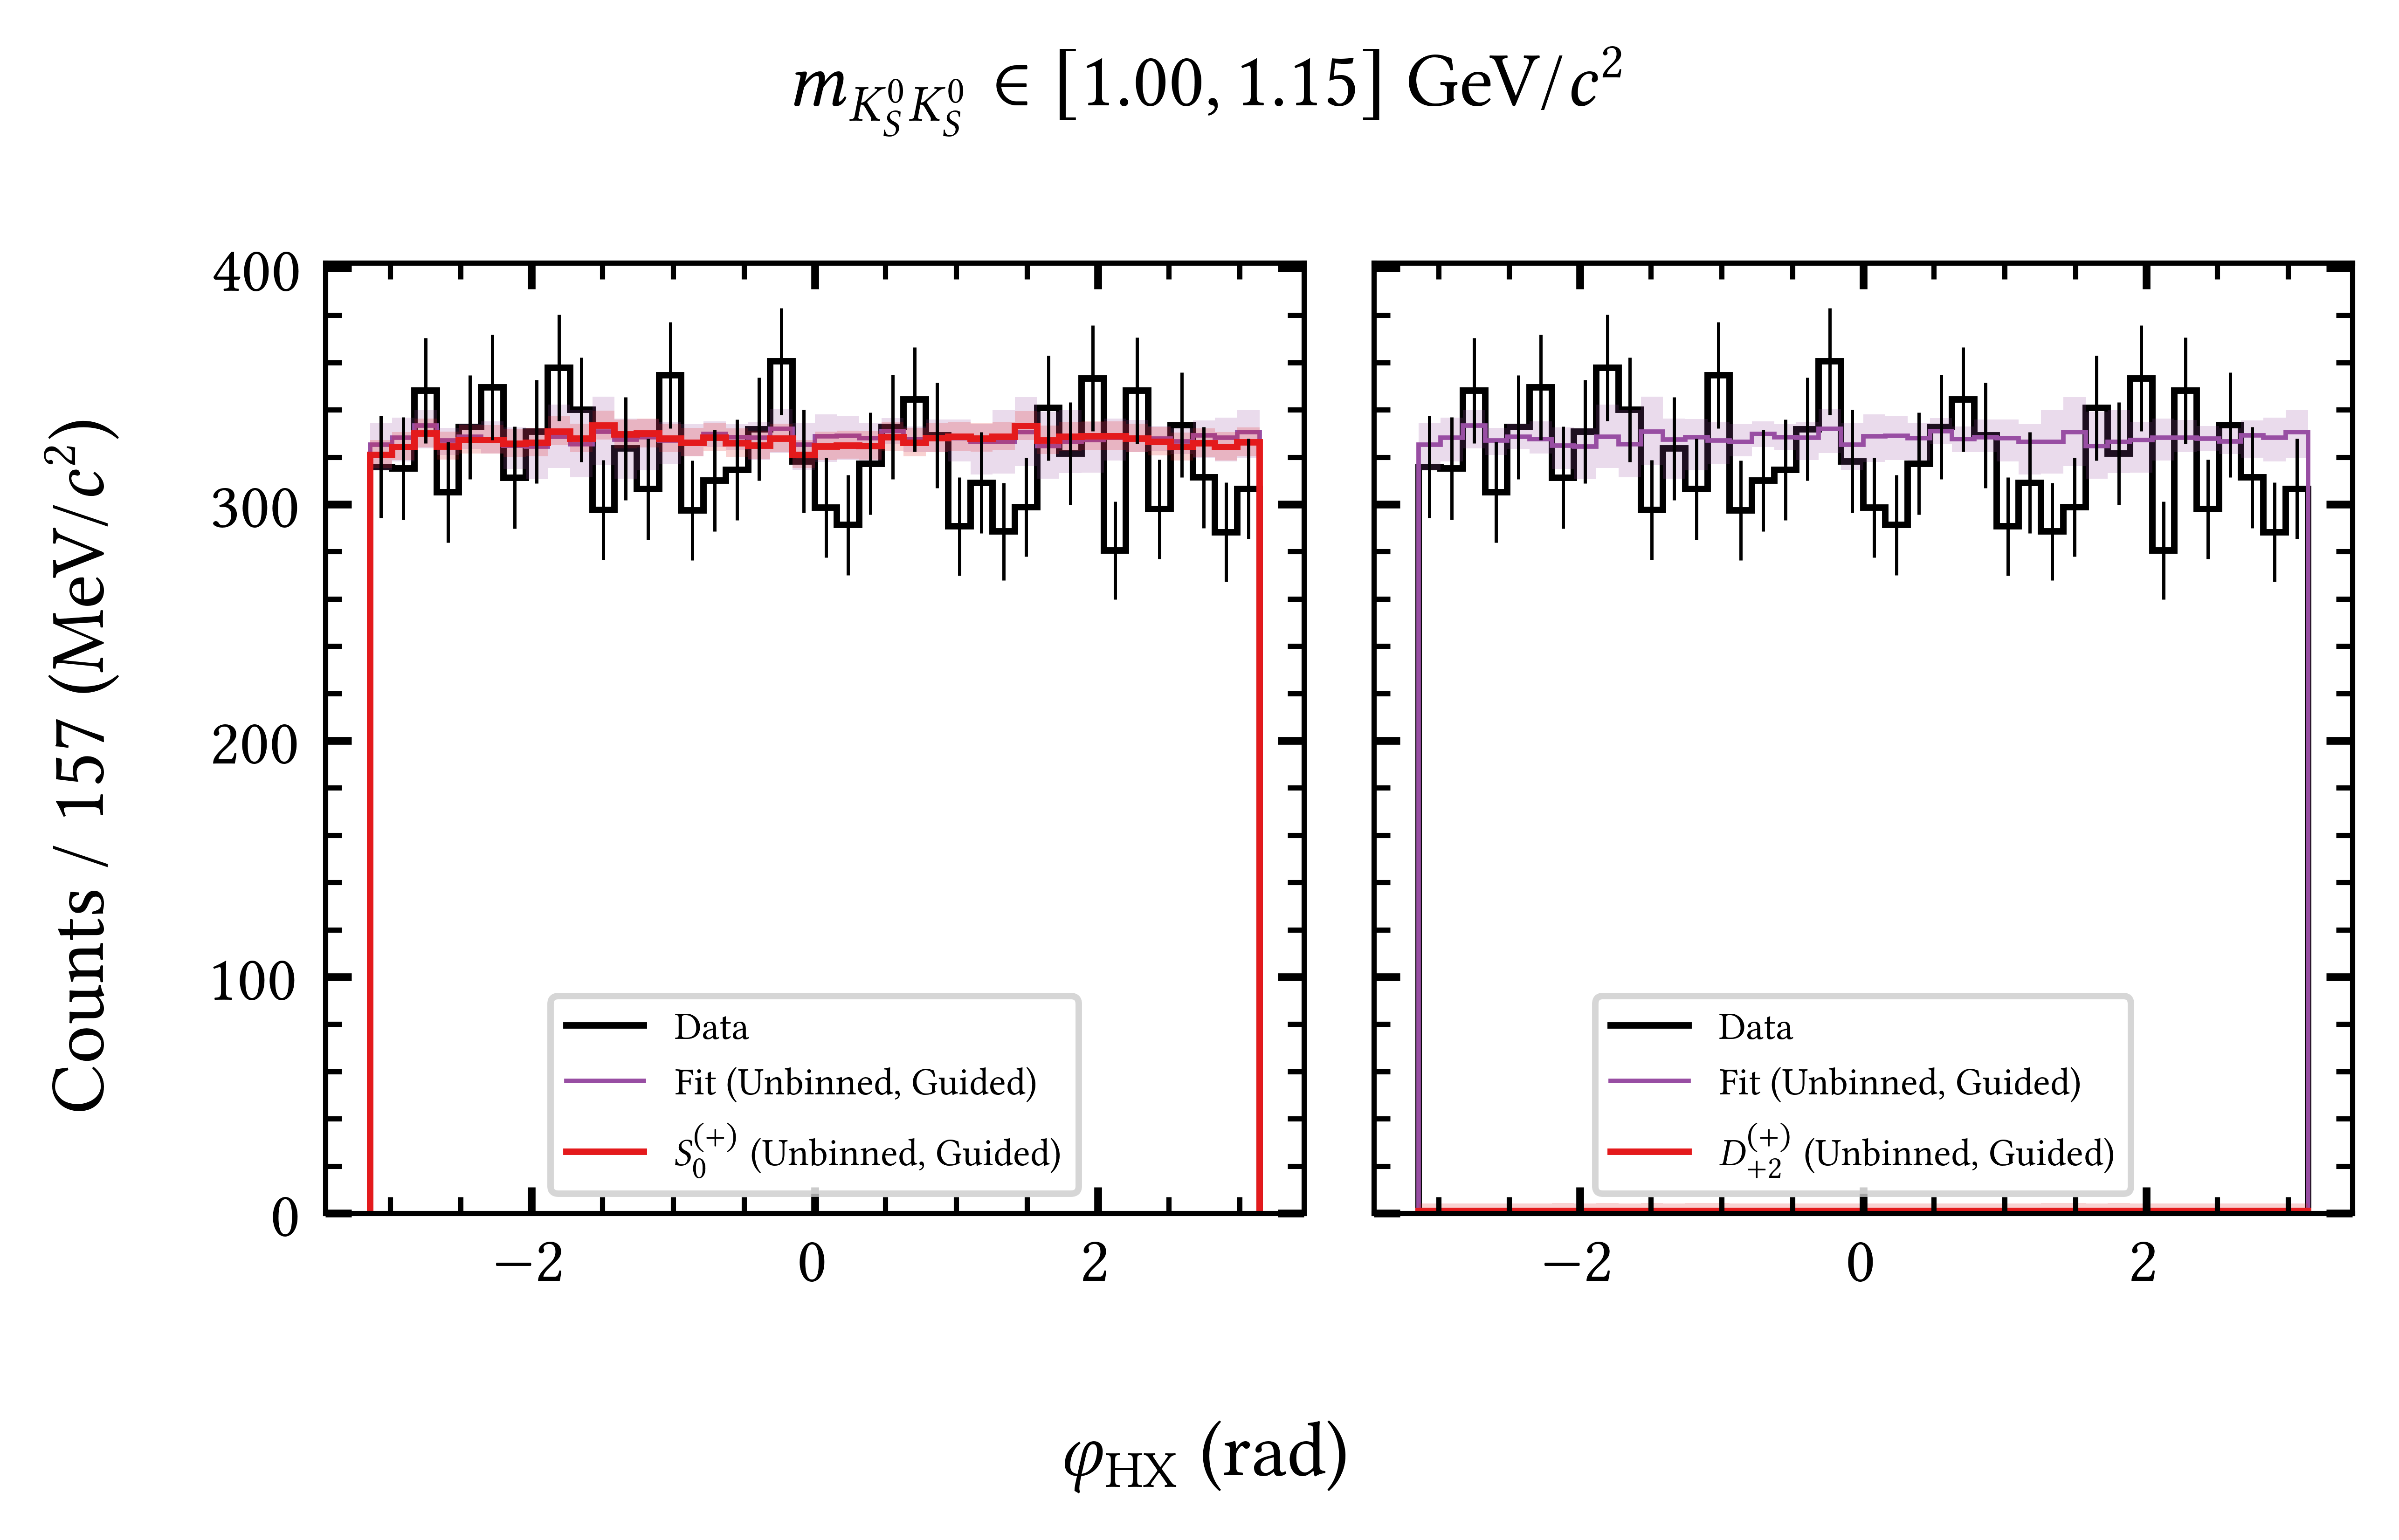 m_{K_S^0 K_S^0} ∈ [1.00, 1.15] GeV/c²
Counts / 157 (MeV/c²)
400
300
200
100
0
Data
Fit (Unbinned, Guided)
S_0^{(+)} (Unbinned, Guided)
−2 0 2
Data
Fit (Unbinned, Guided)
D_{+2}^{(+)} (Unbinned, Guided)
−2 0 2
φ_{HX} (rad)